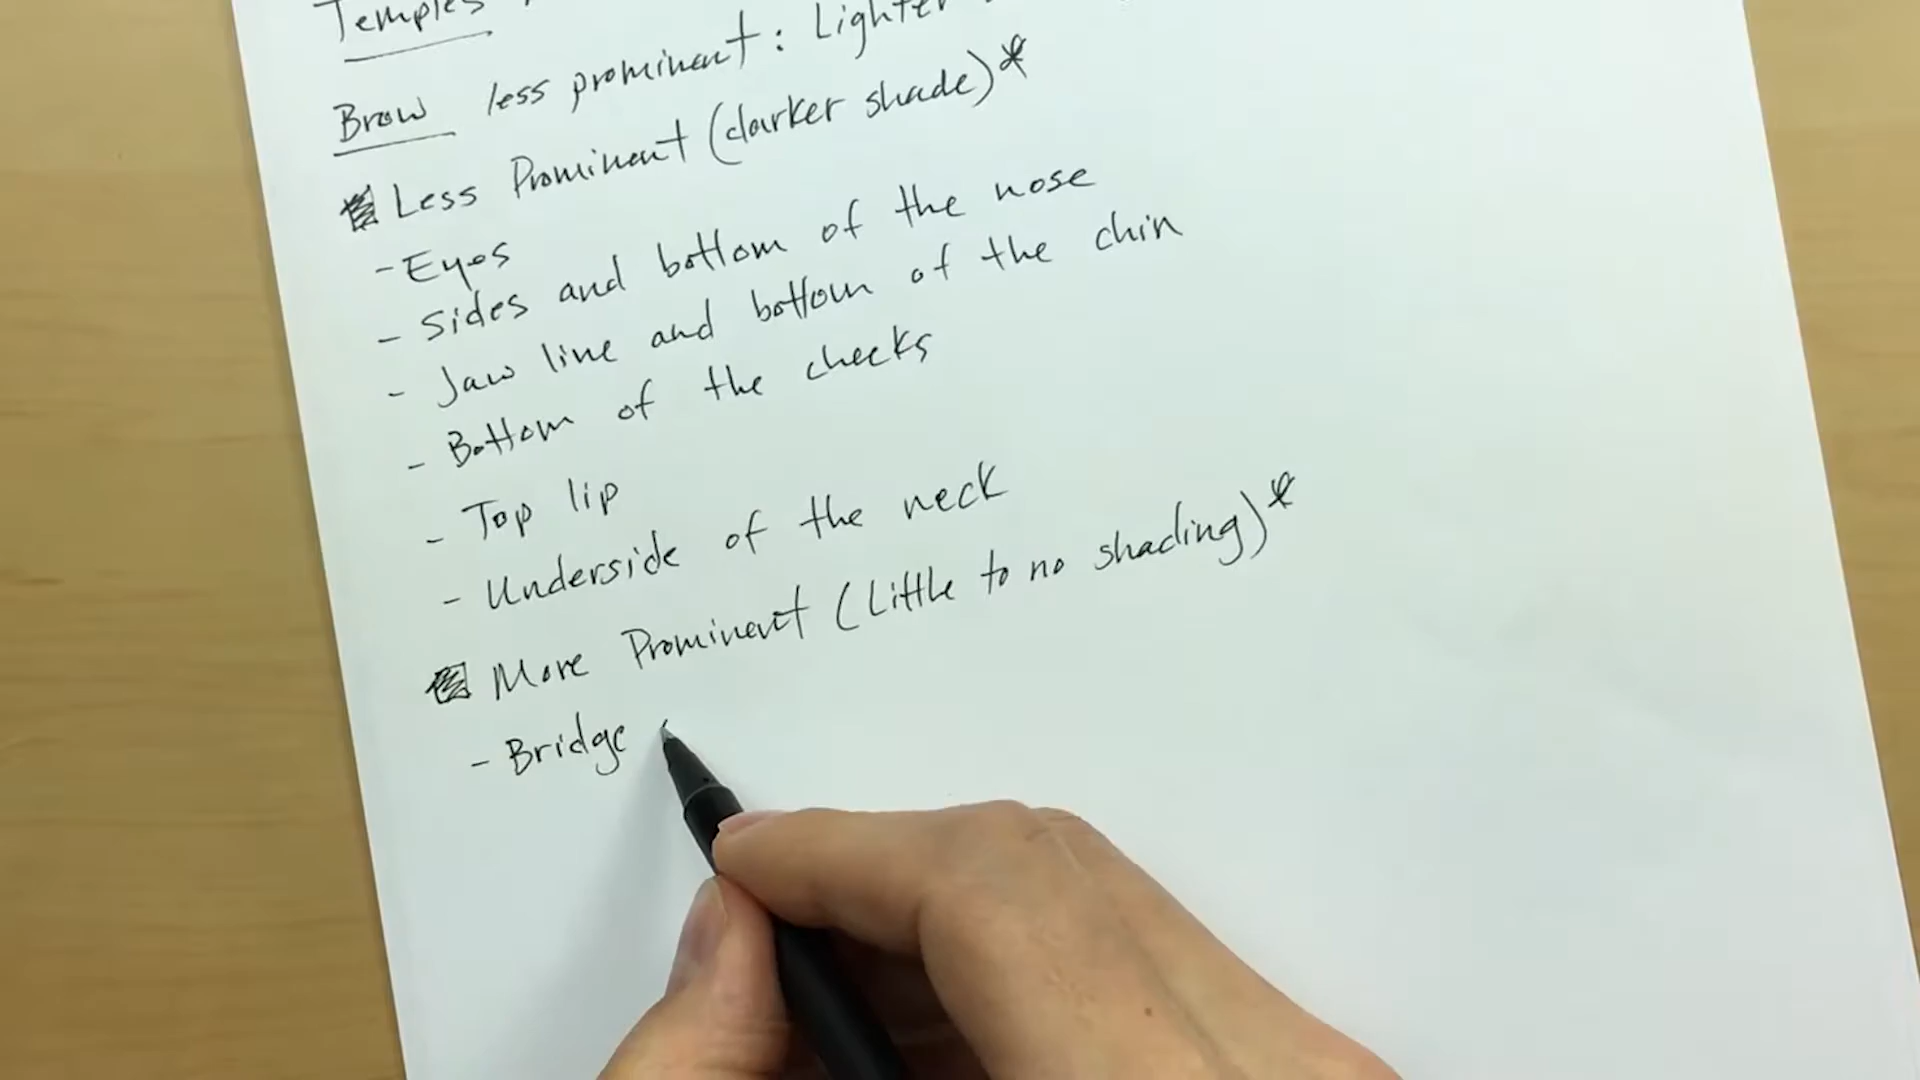 Temples
Brow less prominent: Lighter
Less Prominent (darker shade)*
- Eyes
- Sides and bottom of the nose
- Jaw line and bottom of the chin
- Bottom of the cheeks
- Top lip
- Underside of the neck
More Prominent (Little to no shading)*
- Bridge